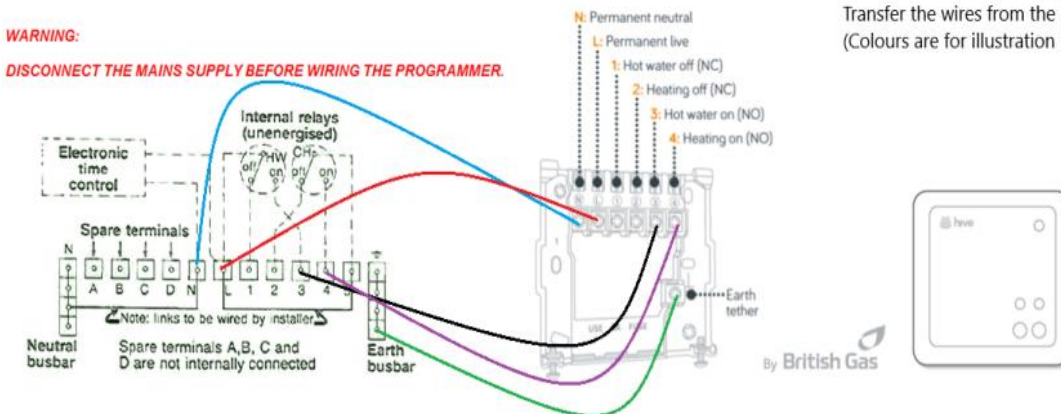 WARNING:
DISCONNECT THE MAINS SUPPLY BEFORE WIRING THE PROGRAMMER.
Transfer the wires from the
(Colours are for illustration
N: Permanent neutral
L: Permanent live
1: Hot water off (NC)
2: Heating off (NC)
3: Hot water on (NO)
4: Heating on (NO)
Internal relays
(unenergised)
HW
CH
off
on
off
on
Electronic
time
control
Spare terminals
N
A B C D N L 1 2 3 4
Note: links to be wired by installer
Neutral
busbar
Spare terminals A,B, C and
D are not internally connected
Earth
busbar
N L 1 2 3 4
Earth
tether
By British Gas
hive